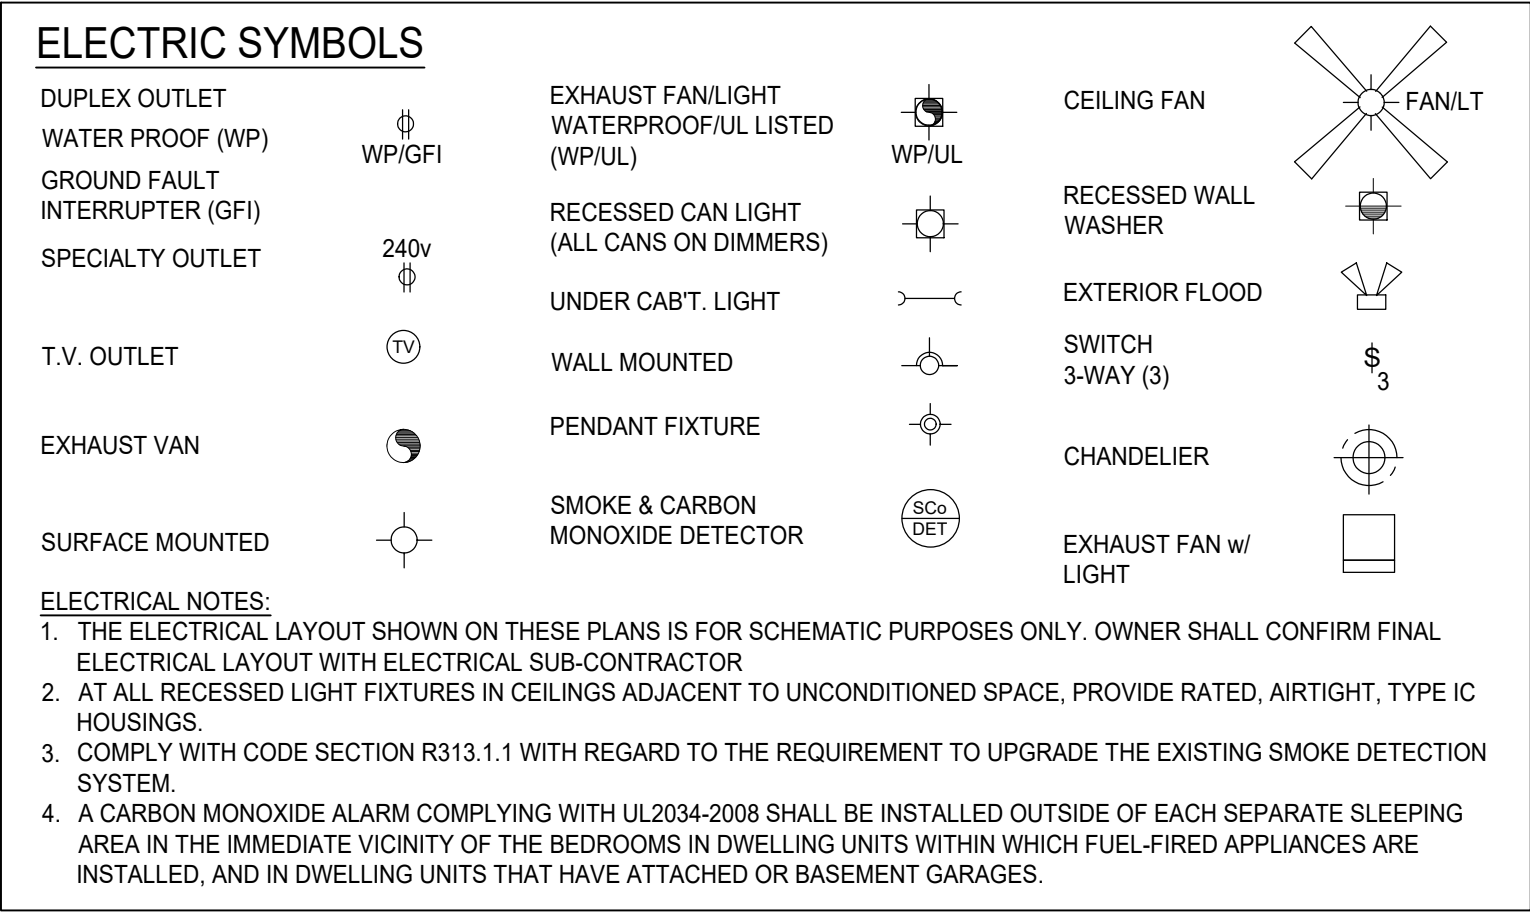 ELECTRIC SYMBOLS
DUPLEX OUTLET
WATER PROOF (WP)
WP/GFI
GROUND FAULT
INTERRUPTER (GFI)
SPECIALTY OUTLET
240v
T.V. OUTLET
TV
EXHAUST VAN
SURFACE MOUNTED
EXHAUST FAN/LIGHT
WATERPROOF/UL LISTED
(WP/UL)
WP/UL
RECESSED CAN LIGHT
(ALL CANS ON DIMMERS)
UNDER CAB'T. LIGHT
WALL MOUNTED
PENDANT FIXTURE
SMOKE & CARBON
MONOXIDE DETECTOR
SCo
DET
CEILING FAN
FAN/LT
RECESSED WALL
WASHER
EXTERIOR FLOOD
SWITCH
3-WAY (3)
$
3
CHANDELIER
EXHAUST FAN w/
LIGHT
ELECTRICAL NOTES:
1. THE ELECTRICAL LAYOUT SHOWN ON THESE PLANS IS FOR SCHEMATIC PURPOSES ONLY. OWNER SHALL CONFIRM FINAL
ELECTRICAL LAYOUT WITH ELECTRICAL SUB-CONTRACTOR
2. AT ALL RECESSED LIGHT FIXTURES IN CEILINGS ADJACENT TO UNCONDITIONED SPACE, PROVIDE RATED, AIRTIGHT, TYPE IC
HOUSINGS.
3. COMPLY WITH CODE SECTION R313.1.1 WITH REGARD TO THE REQUIREMENT TO UPGRADE THE EXISTING SMOKE DETECTION
SYSTEM.
4. A CARBON MONOXIDE ALARM COMPLYING WITH UL2034-2008 SHALL BE INSTALLED OUTSIDE OF EACH SEPARATE SLEEPING
AREA IN THE IMMEDIATE VICINITY OF THE BEDROOMS IN DWELLING UNITS WITHIN WHICH FUEL-FIRED APPLIANCES ARE
INSTALLED, AND IN DWELLING UNITS THAT HAVE ATTACHED OR BASEMENT GARAGES.